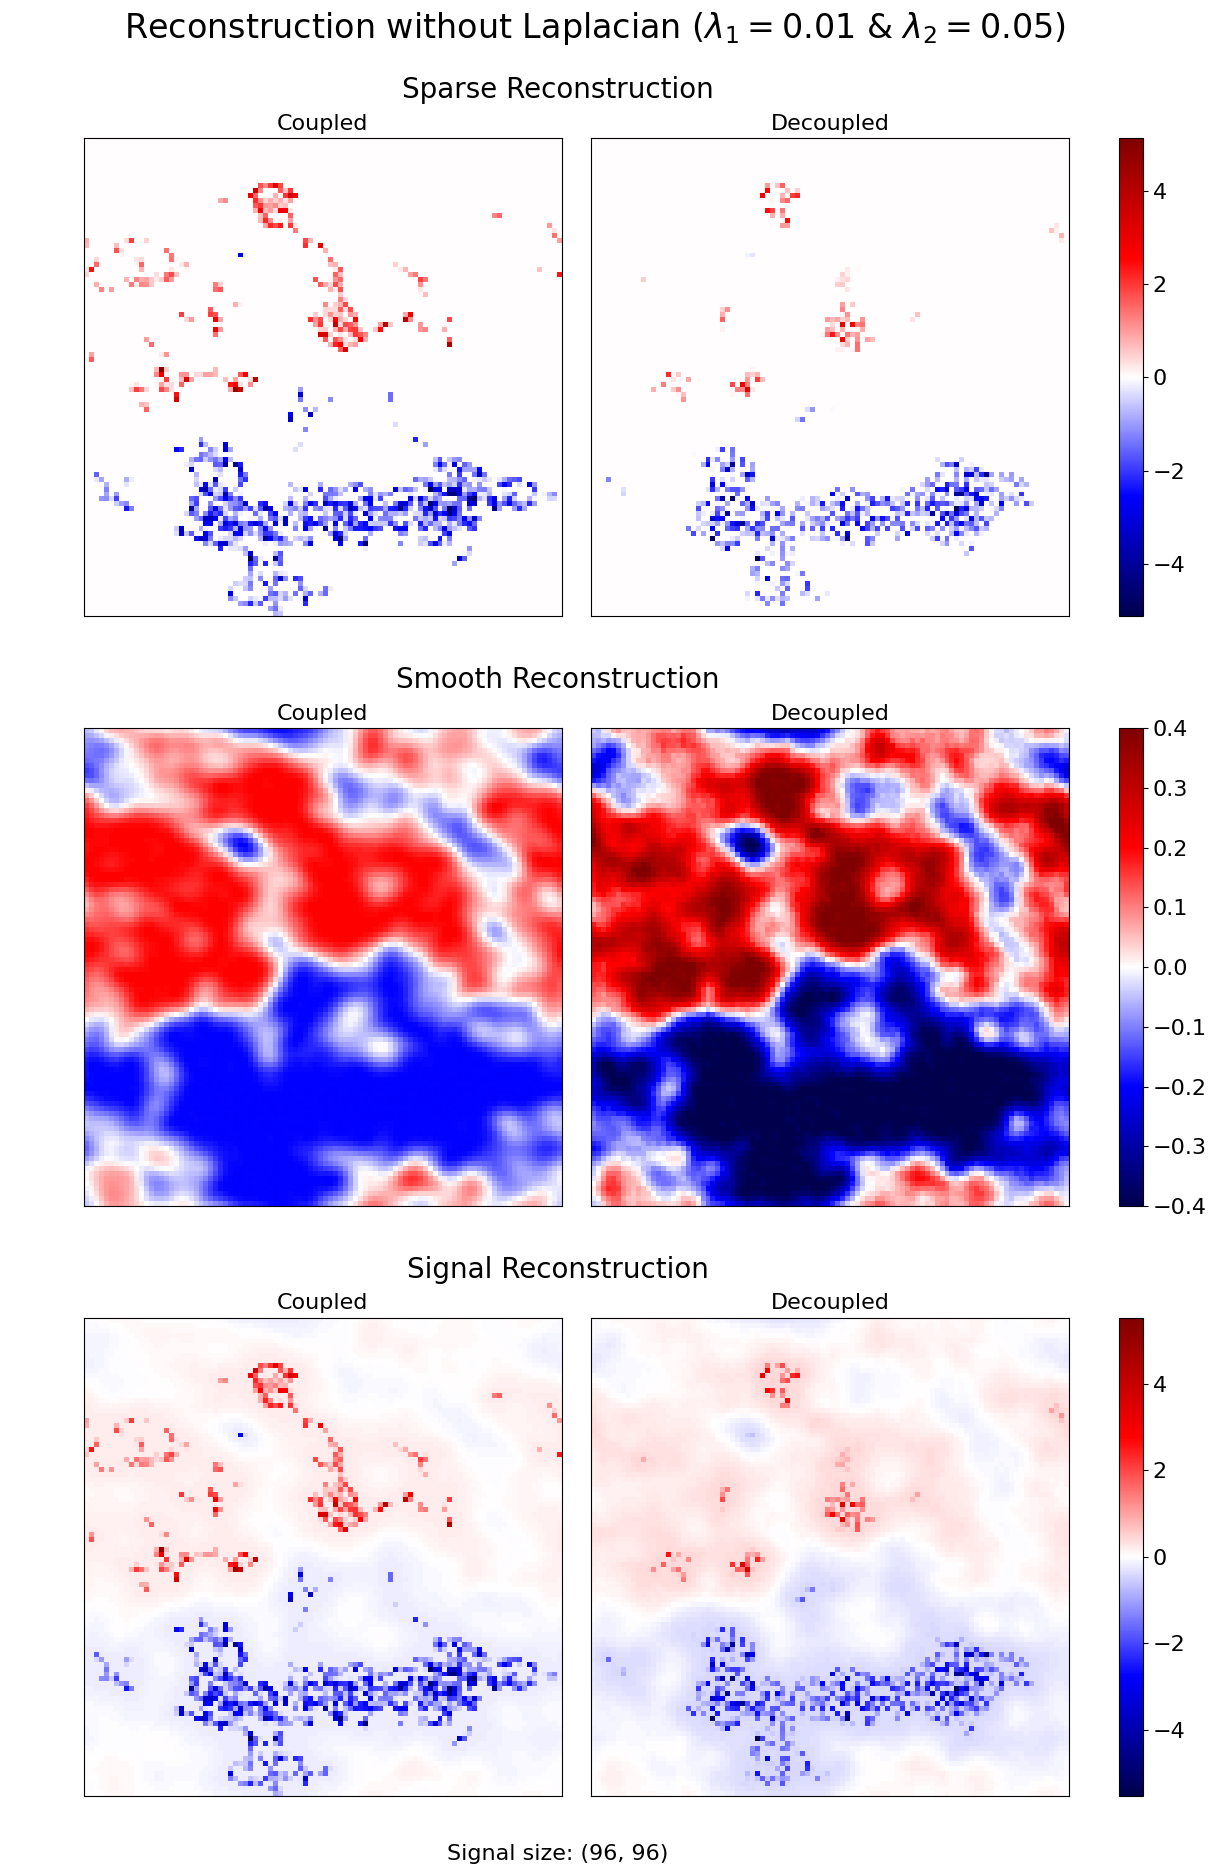 Reconstruction without Laplacian (λ₁ = 0.01 & λ₂ = 0.05)
Sparse Reconstruction
Coupled
Decoupled
4
2
0
−2
−4
Smooth Reconstruction
Coupled
Decoupled
0.4
0.3
0.2
0.1
0.0
−0.1
−0.2
−0.3
−0.4
Signal Reconstruction
Coupled
Decoupled
4
2
0
−2
−4
Signal size: (96, 96)